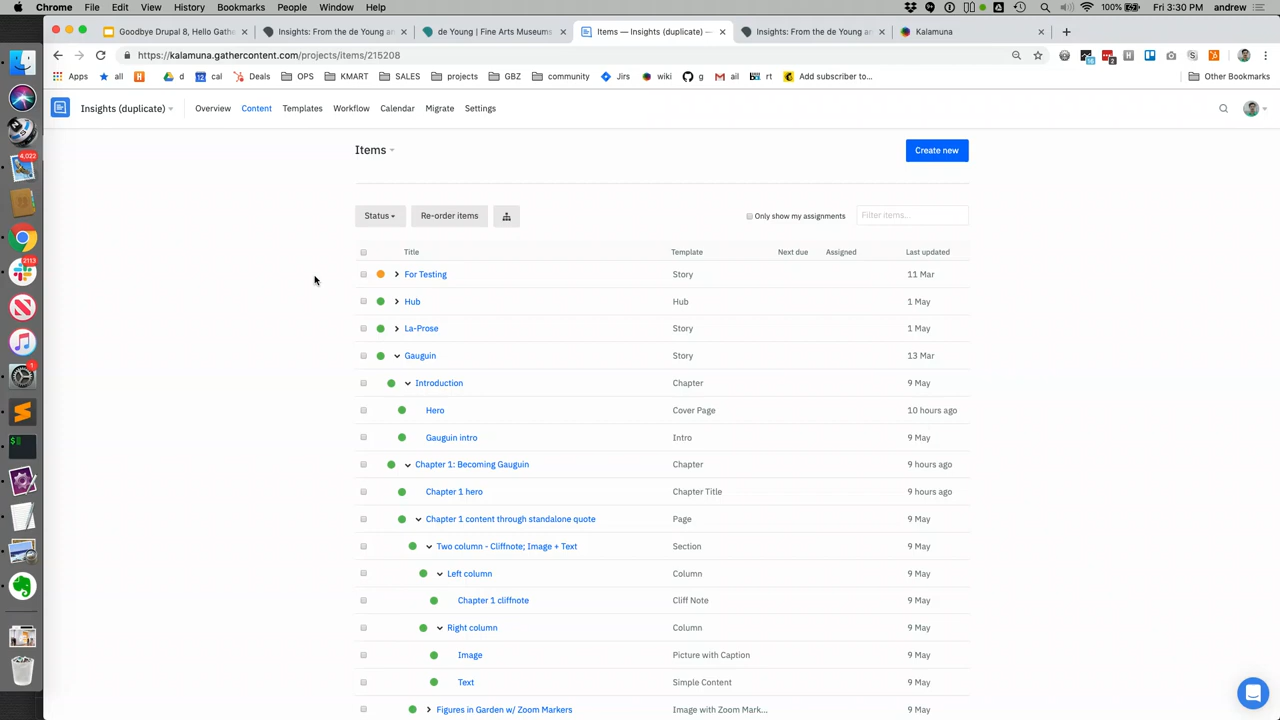 Chrome File Edit View History Bookmarks People Window Help 100% Fri 3:30 PM andrew
Goodbye Drupal 8, Hello Gathe
Insights: From the de Young an
de Young | Fine Arts Museums
Items — Insights (duplicate) —
Insights: From the de Young an
Kalamuna
https://kalamuna.gathercontent.com/projects/items/215208
Apps all d cal Deals OPS KMART SALES projects GBZ community Jirs wiki g ail rt Add subscriber to... Other Bookmarks
Insights (duplicate) Overview Content Templates Workflow Calendar Migrate Settings
Items Create new
Status Re-order items Only show my assignments Filter items...
Title Template Next due Assigned Last updated
For Testing Story 11 Mar
Hub Hub 1 May
La-Prose Story 1 May
Gauguin Story 13 Mar
Introduction Chapter 9 May
Hero Cover Page 10 hours ago
Gauguin intro Intro 9 May
Chapter 1: Becoming Gauguin Chapter 9 hours ago
Chapter 1 hero Chapter Title 9 hours ago
Chapter 1 content through standalone quote Page 9 May
Two column - Cliffnote; Image + Text Section 9 May
Left column Column 9 May
Chapter 1 cliffnote Cliff Note 9 May
Right column Column 9 May
Image Picture with Caption 9 May
Text Simple Content 9 May
Figures in Garden w/ Zoom Markers Image with Zoom Mark... 9 May
4,022
2113
1